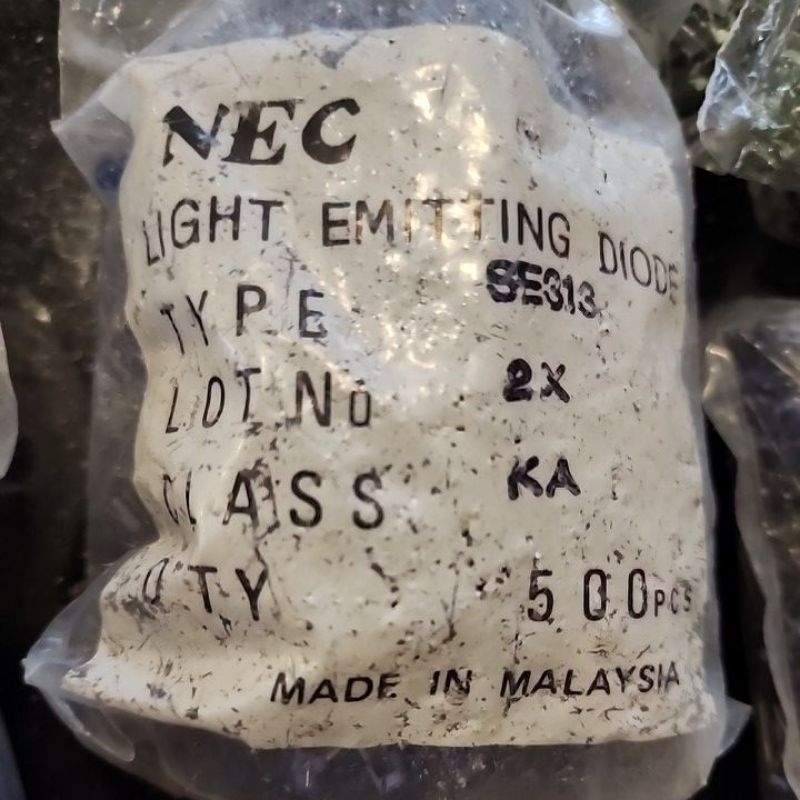 NEC
LIGHT EMITTING DIODE
TYPE SE313
LOT No 2X
CLASS KA
QTY 500PCS
MADE IN MALAYSIA